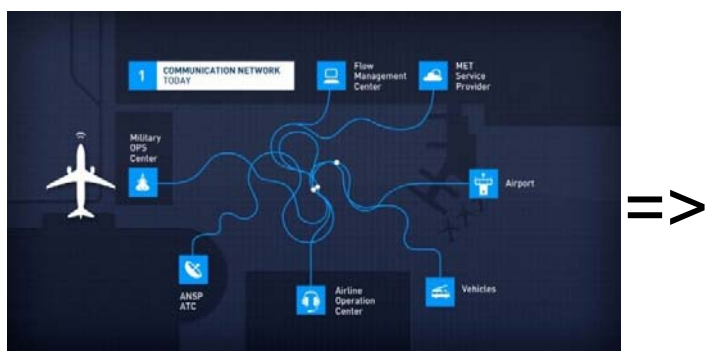 1
COMMUNICATION NETWORK
TODAY
Flow
Management
Center
MET
Service
Provider
Military
OPS
Center
Airport
=>
ANSP
ATC
Airline
Operation
Center
Vehicles